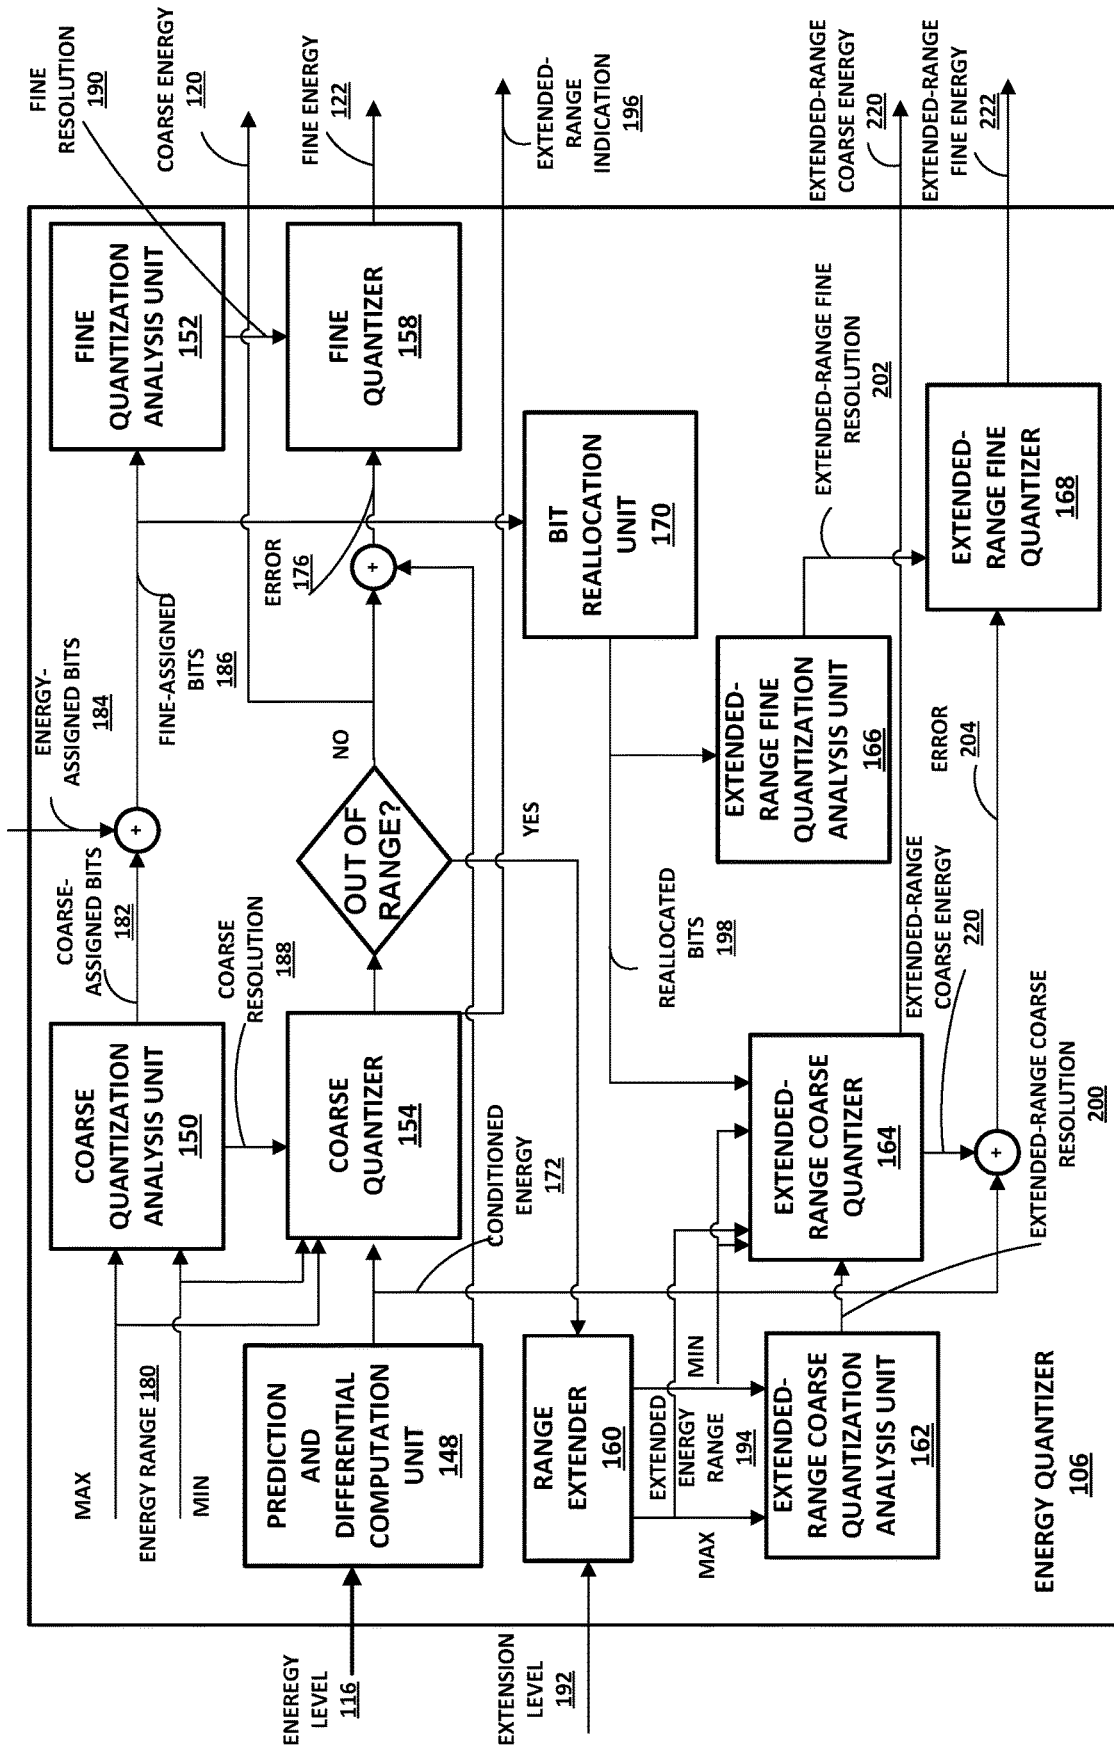 MAX
ENERGY RANGE 180
MIN
COARSE
QUANTIZATION
ANALYSIS UNIT
150
COARSE-
ASSIGNED BITS
182
ENERGY-
ASSIGNED BITS
184
FINE-ASSIGNED
BITS
186
FINE
QUANTIZATION
ANALYSIS UNIT
152
FINE
RESOLUTION
190
COARSE ENERGY
120
COARSE
RESOLUTION
188
ENEREGY
LEVEL
116
PREDICTION AND
DIFFERENTIAL
COMPUTATION
UNIT
148
COARSE
QUANTIZER
154
OUT OF
RANGE?
NO
YES
+
+
ERROR
176
FINE
QUANTIZER
158
FINE ENERGY
122
EXTENDED-
RANGE
INDICATION
196
CONDITIONED
ENERGY
172
EXTENSION
LEVEL
192
RANGE
EXTENDER
160
EXTENDED
ENERGY
RANGE
194
MAX
MIN
BIT
REALLOCATION
UNIT
170
REALLOCATED
BITS
198
EXTENDED-
RANGE COARSE
QUANTIZATION
ANALYSIS UNIT
162
EXTENDED-
RANGE COARSE
QUANTIZER
164
EXTENDED-
RANGE FINE
QUANTIZATION
ANALYSIS UNIT
166
EXTENDED-RANGE FINE
RESOLUTION
202
EXTENDED-RANGE
COARSE ENERGY
220
EXTENDED-RANGE
COARSE ENERGY
220
EXTENDED-RANGE
FINE ENERGY
222
+
ERROR
204
EXTENDED-
RANGE FINE
QUANTIZER
168
EXTENDED-RANGE COARSE
RESOLUTION
200
ENERGY QUANTIZER
106